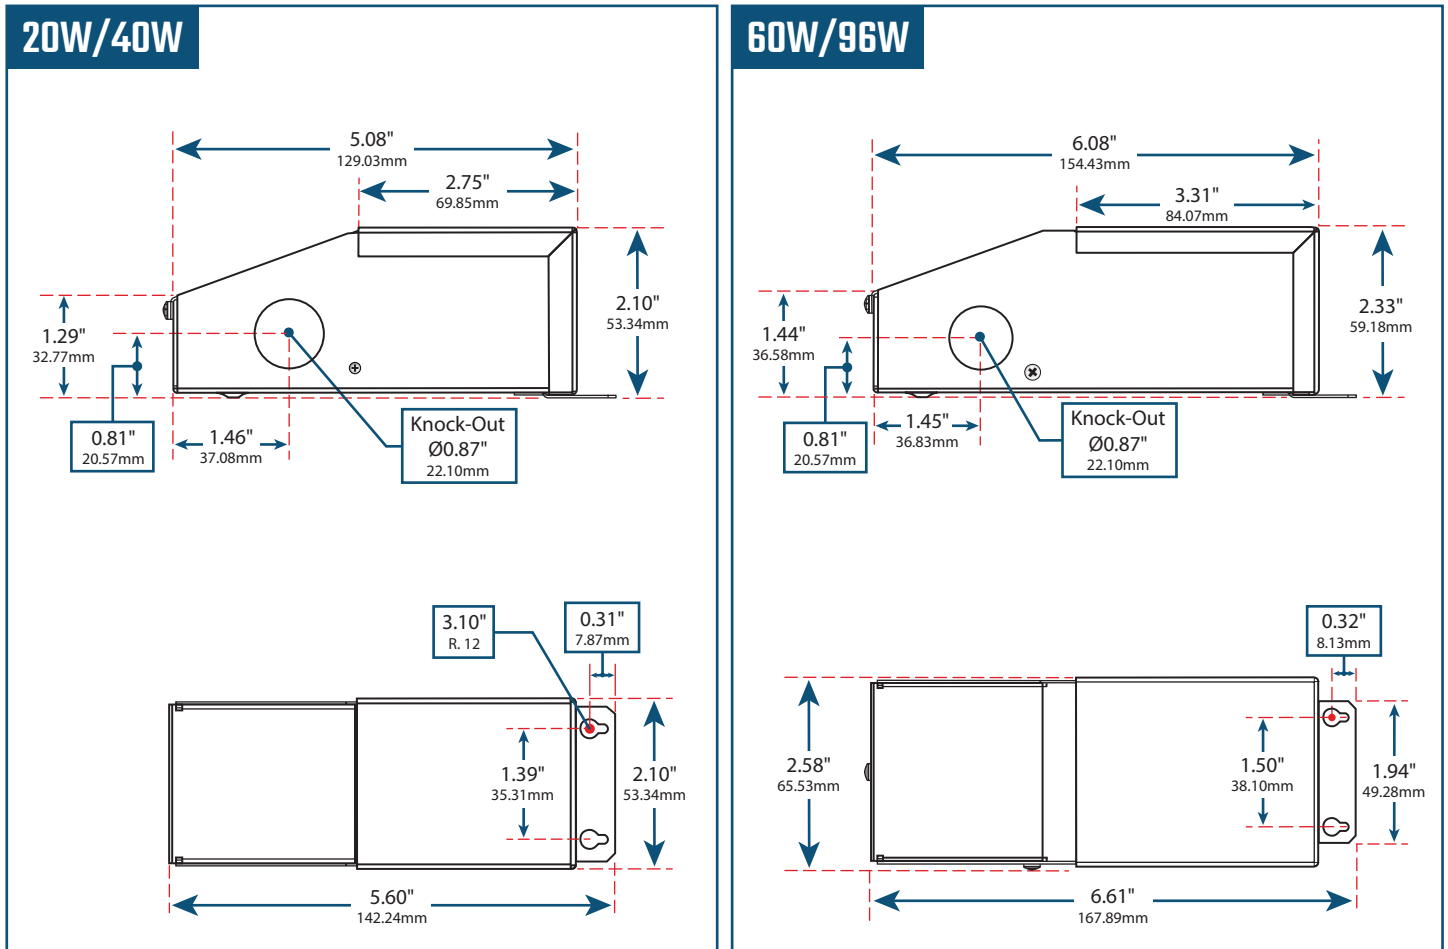 20W/40W
5.08"
129.03mm
2.75"
69.85mm
2.10"
53.34mm
1.29"
32.77mm
0.81"
20.57mm
1.46"
37.08mm
Knock-Out
Ø0.87"
22.10mm
3.10"
R. 12
0.31"
7.87mm
1.39"
35.31mm
2.10"
53.34mm
5.60"
142.24mm
60W/96W
6.08"
154.43mm
3.31"
84.07mm
2.33"
59.18mm
1.44"
36.58mm
0.81"
20.57mm
1.45"
36.83mm
Knock-Out
Ø0.87"
22.10mm
0.32"
8.13mm
2.58"
65.53mm
1.50"
38.10mm
1.94"
49.28mm
6.61"
167.89mm